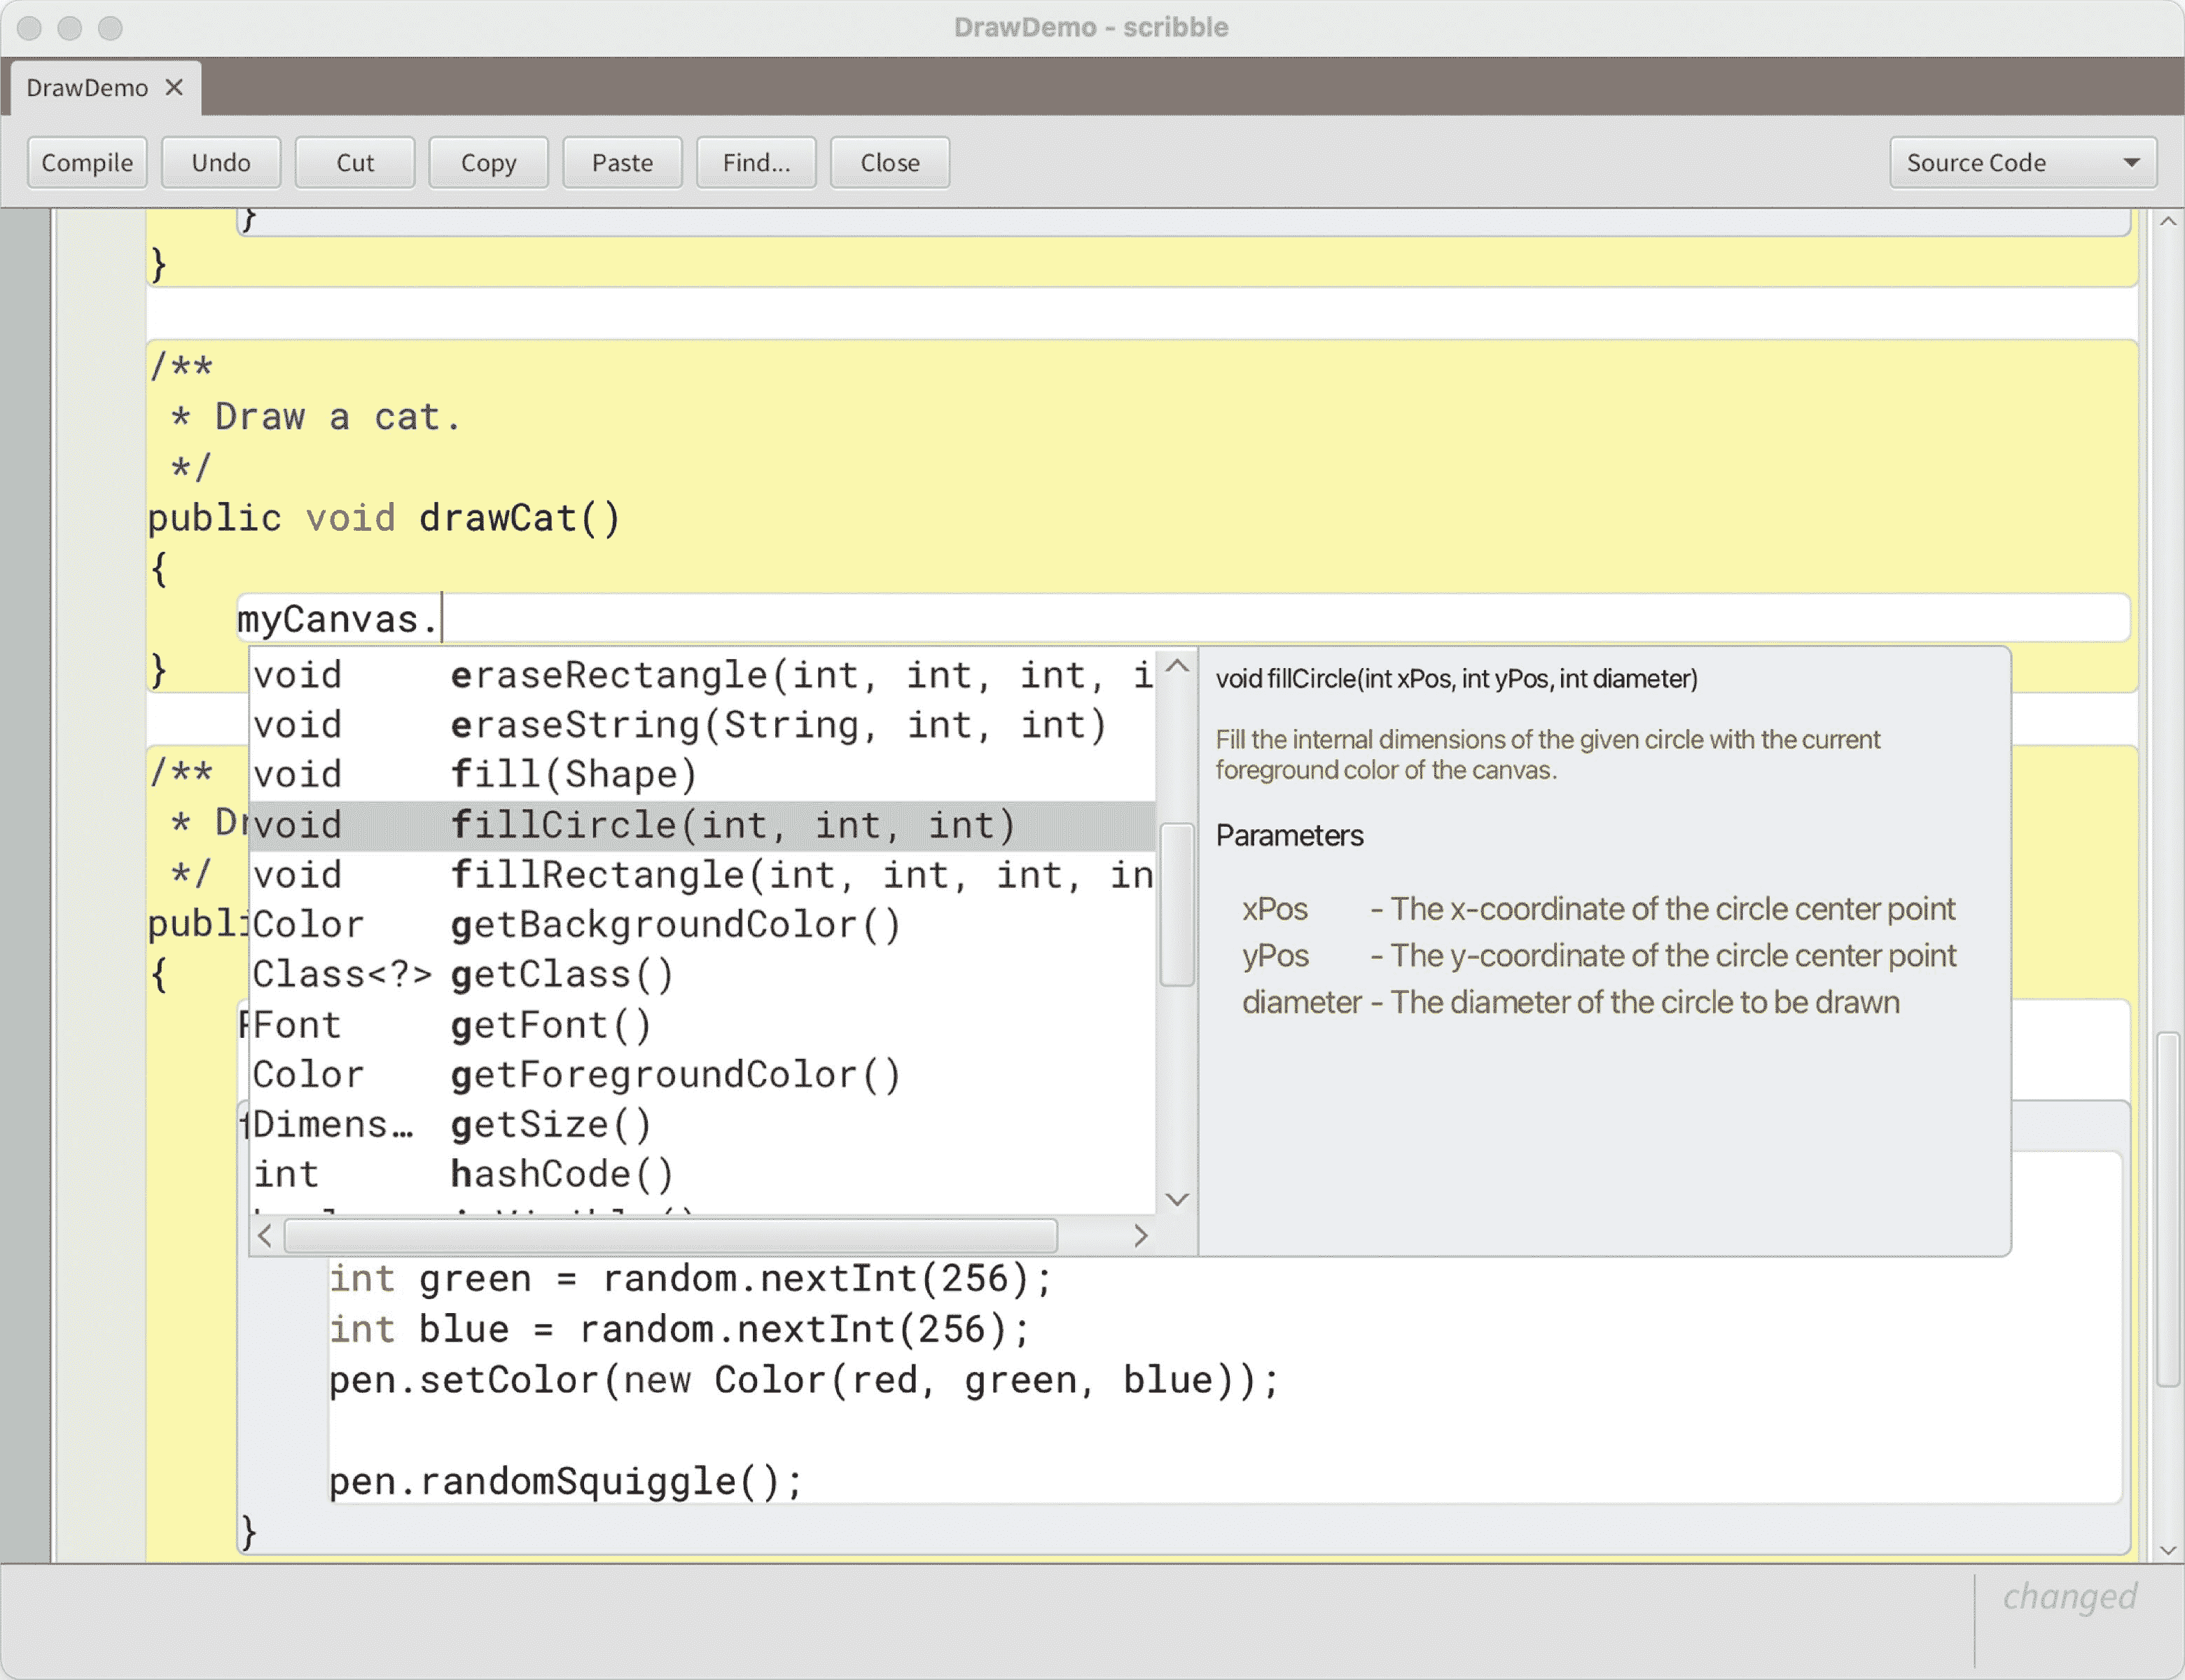 DrawDemo - scribble
DrawDemo ✕
Compile Undo Cut Copy Paste Find... Close Source Code
}
}
/**
 * Draw a cat.
 */
public void drawCat()
{
myCanvas.
}
void eraseRectangle(int, int, int, i
void eraseString(String, int, int)
void fill(Shape)
void fillCircle(int, int, int)
void fillRectangle(int, int, int, in
Color getBackgroundColor()
Class<?> getClass()
Font getFont()
Color getForegroundColor()
Dimens… getSize()
int hashCode()
void fillCircle(int xPos, int yPos, int diameter)
Fill the internal dimensions of the given circle with the current
foreground color of the canvas.
Parameters
xPos - The x-coordinate of the circle center point
yPos - The y-coordinate of the circle center point
diameter - The diameter of the circle to be drawn
/**
 * 
 */
{
int green = random.nextInt(256);
int blue = random.nextInt(256);
pen.setColor(new Color(red, green, blue));
pen.randomSquiggle();
}
changed